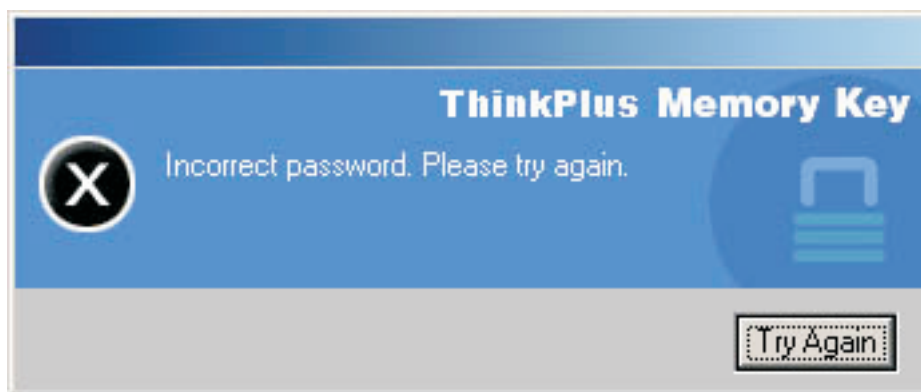 ThinkPlus Memory Key
Incorrect password. Please try again.
Try Again